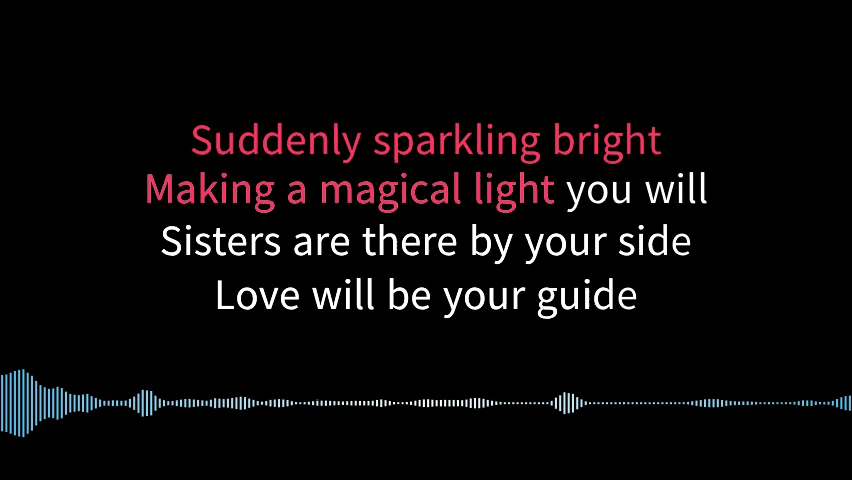 Suddenly sparkling bright
Making a magical light you will
Sisters are there by your side
Love will be your guide